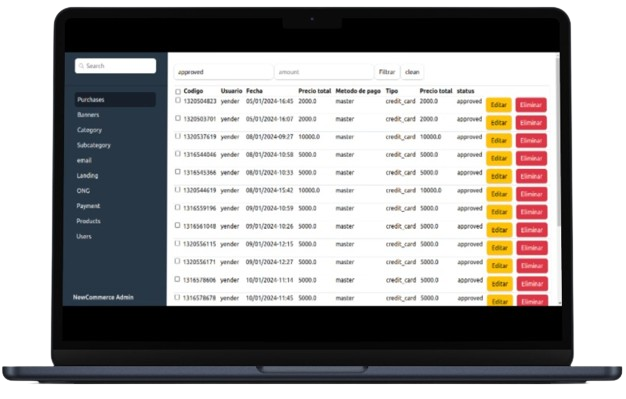 Search
Purchases
Banners
Category
Subcategory
email
Landing
ONG
Payment
Products
Users
NewCommerce Admin
approved amount Filtrar clean
Codigo Usuario Fecha Precio total Metodo de pago Tipo Precio total status
1320504823 yender 05/01/2024-16:45 2000.0 master credit_card 2000.0 approved Editar Eliminar
1320503701 yender 05/01/2024-16:07 2000.0 master credit_card 2000.0 approved Editar Eliminar
1320537619 yender 08/01/2024-09:27 10000.0 master credit_card 10000.0 approved Editar Eliminar
1316544046 yender 08/01/2024-10:58 5000.0 master credit_card 5000.0 approved Editar Eliminar
1316545366 yender 08/01/2024-10:33 5000.0 master credit_card 5000.0 approved Editar Eliminar
1320544619 yender 08/01/2024-15:42 10000.0 master credit_card 10000.0 approved Editar Eliminar
1316559196 yender 09/01/2024-10:59 5000.0 master credit_card 5000.0 approved Editar Eliminar
1316561048 yender 09/01/2024-10:26 5000.0 master credit_card 5000.0 approved Editar Eliminar
1320556115 yender 09/01/2024-12:15 5000.0 master credit_card 5000.0 approved Editar Eliminar
1320556171 yender 09/01/2024-12:27 5000.0 master credit_card 5000.0 approved Editar Eliminar
1316578606 yender 10/01/2024-11:14 5000.0 master credit_card 5000.0 approved Editar Eliminar
1316578678 yender 10/01/2024-11:45 5000.0 master credit_card 5000.0 approved Editar Eliminar